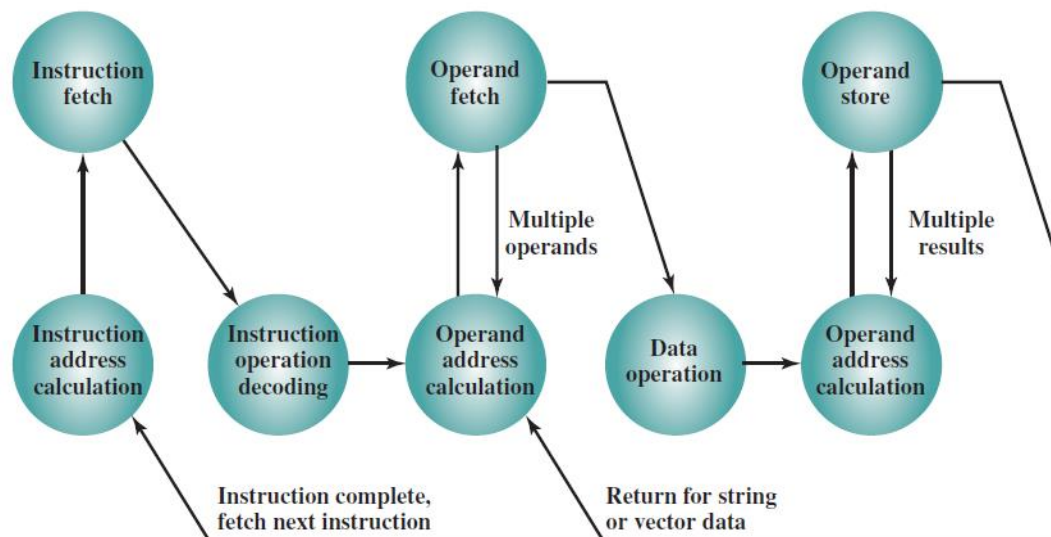 Instruction
fetch
Operand
fetch
Operand
store
Multiple
operands
Multiple
results
Instruction
address
calculation
Instruction
operation
decoding
Operand
address
calculation
Data
operation
Operand
address
calculation
Instruction complete,
fetch next instruction
Return for string
or vector data